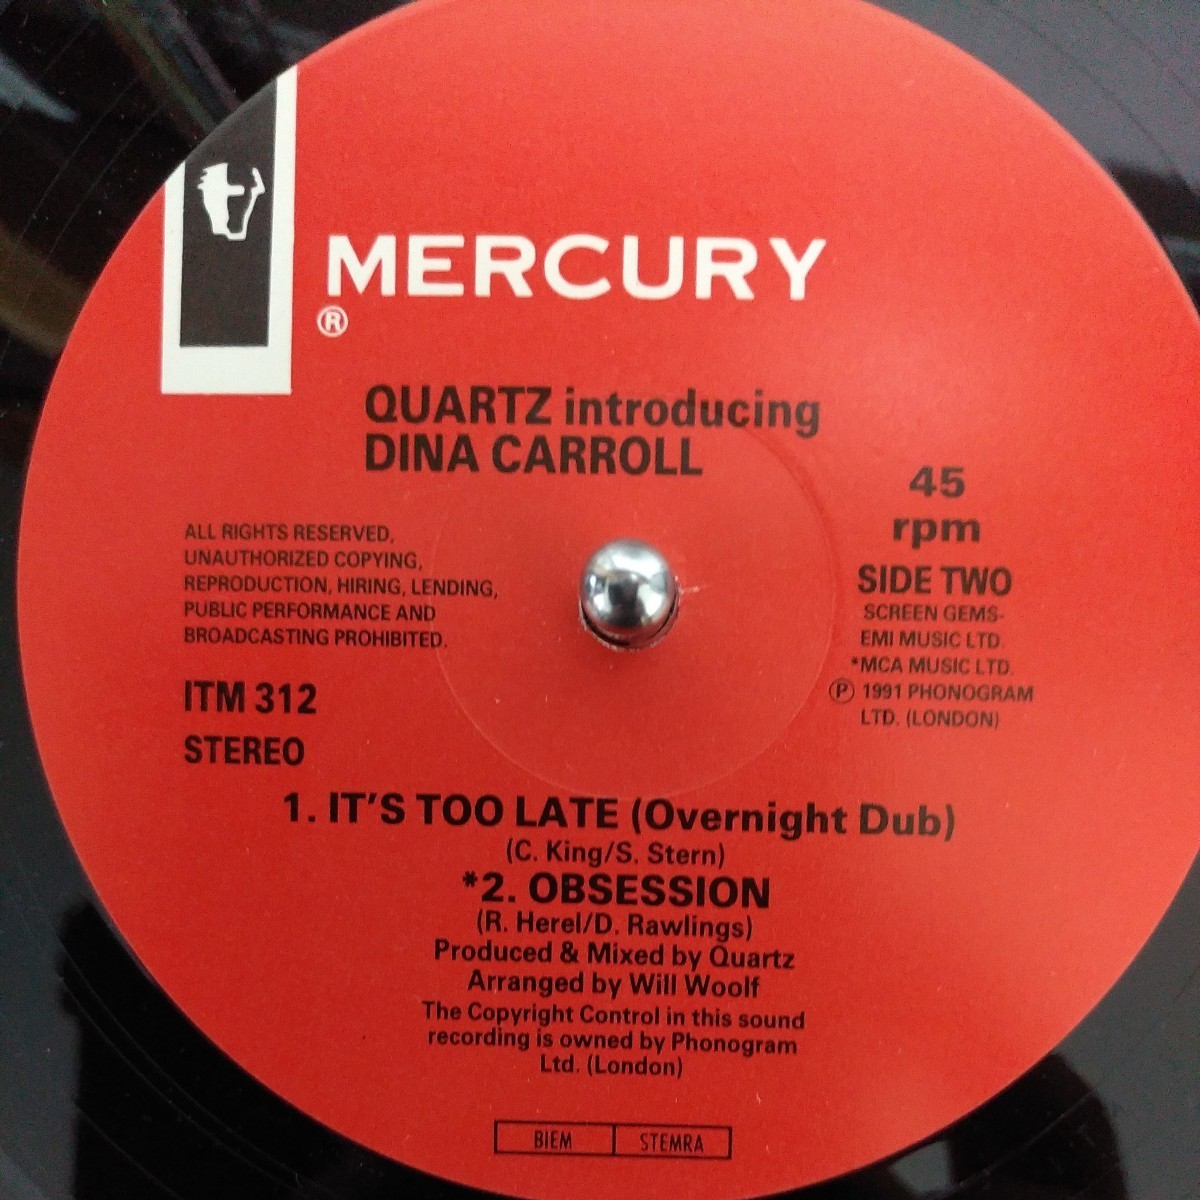 MERCURY
®
QUARTZ introducing
DINA CARROLL
45
rpm
SIDE TWO
SCREEN GEMS-
EMI MUSIC LTD.
*MCA MUSIC LTD.
Ⓟ 1991 PHONOGRAM
LTD. (LONDON)
ALL RIGHTS RESERVED,
UNAUTHORIZED COPYING,
REPRODUCTION, HIRING, LENDING,
PUBLIC PERFORMANCE AND
BROADCASTING PROHIBITED.
ITM 312
STEREO
1. IT'S TOO LATE (Overnight Dub)
(C. King/S. Stern)
*2. OBSESSION
(R. Herel/D. Rawlings)
Produced & Mixed by Quartz
Arranged by Will Woolf
The Copyright Control in this sound
recording is owned by Phonogram
Ltd. (London)
BIEM STEMRA